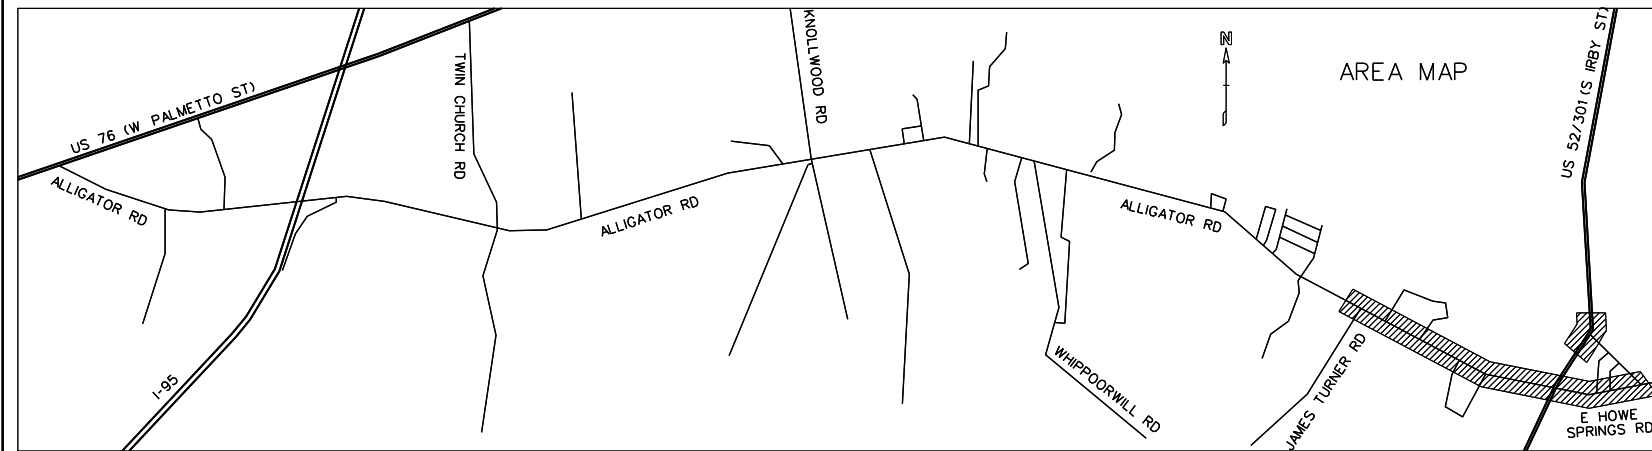 US 76 (W PALMETTO ST)
ALLIGATOR RD
I-95
TWIN CHURCH RD
ALLIGATOR RD
KNOLLWOOD RD
WHIPPOORWILL RD
ALLIGATOR RD
N
AREA MAP
JAMES TURNER RD
US 52/301 (S IRBY ST)
E HOWE
SPRINGS RD